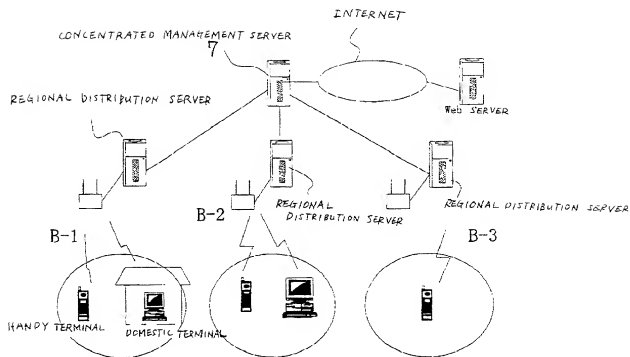 INTERNET
CONCENTRATED MANAGEMENT SERVER
7
REGIONAL DISTRIBUTION SERVER
Web SERVER
B-1
B-2
REGIONAL
DISTRIBUTION SERVER
REGIONAL DISTRIBUTION SERVER
B-3
HANDY TERMINAL
DOMESTIC TERMINAL